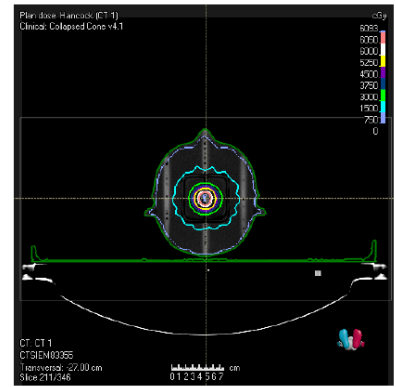 Plan dose: Hancock (CT 1)
Clinical: Collapsed Cone v4.1
cGy
6093
6050
6000
5250
4500
3750
3000
1500
750
0
CT: CT 1
CTSIEM83955
Transversal: -27.00 cm
Slice 211/346
cm
0 1 2 3 4 5 6 7